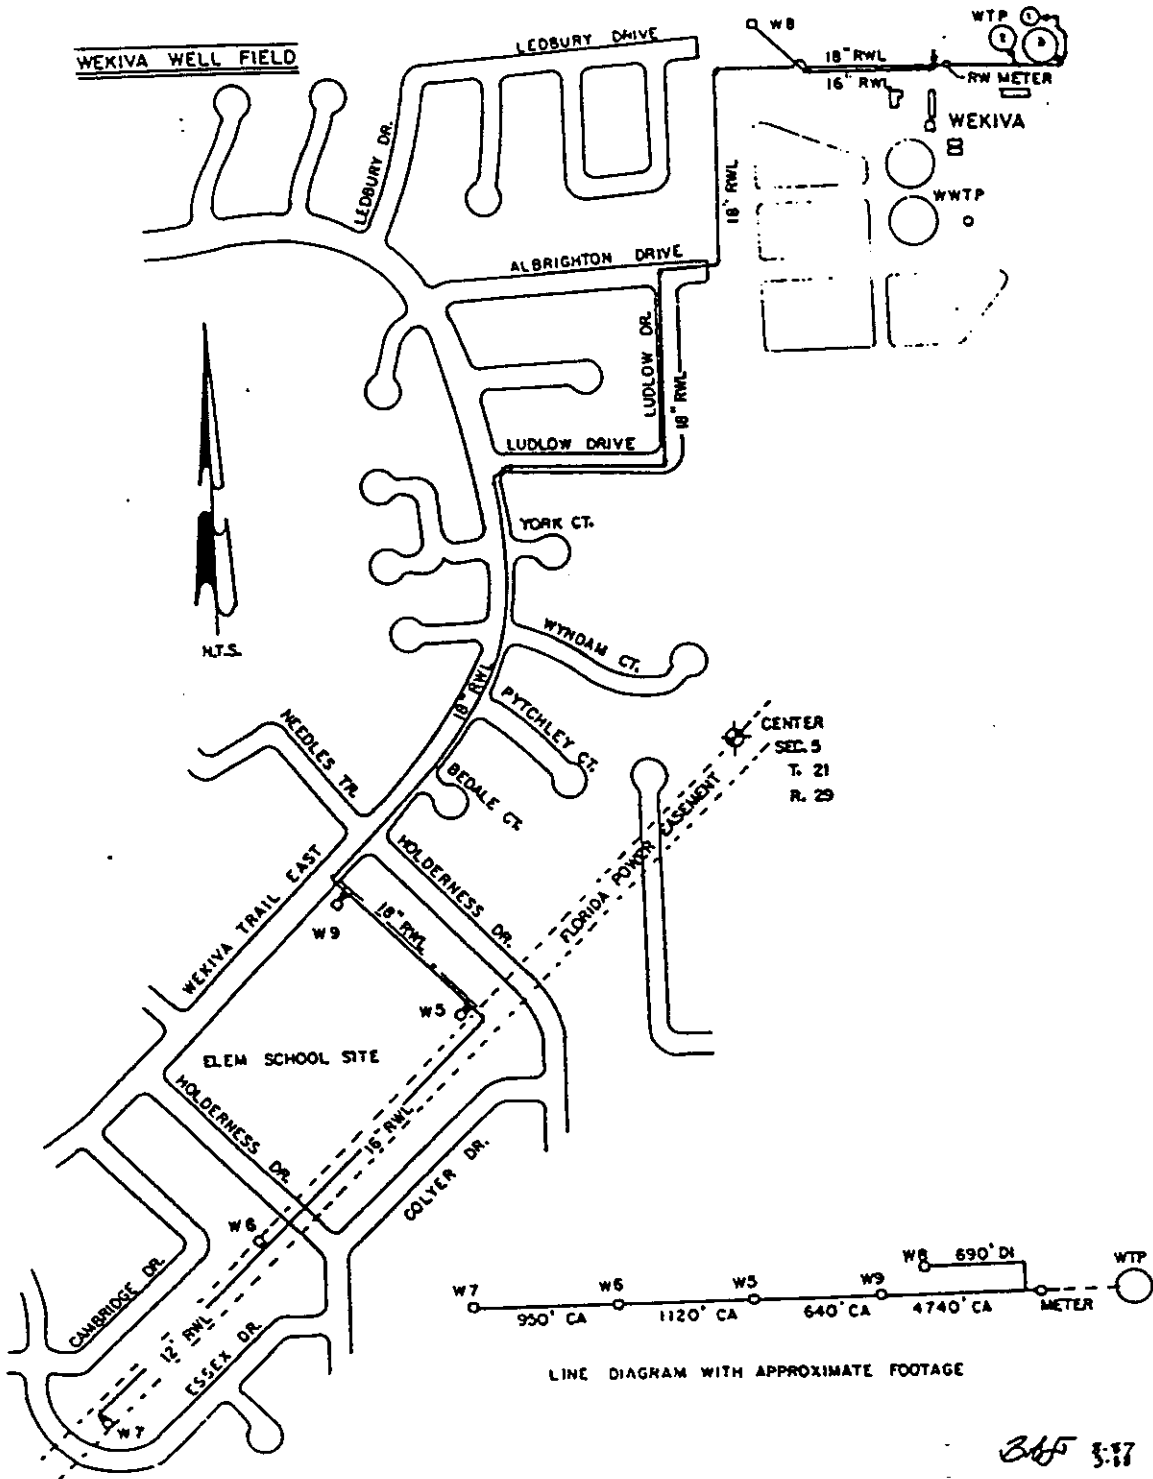 WEKIVA WELL FIELD
LEDBURY DRIVE
W8
WTP
1
2
3
18" RWL
16" RWL
RW METER
WEKIVA
LEDBURY DR.
18" RWL
WWTP
ALBRIGHTON DRIVE
LUDLOW DR.
18" RWL
LUDLOW DRIVE
YORK CT.
N.T.S.
WYNDAM CT.
18" RWL
PYTCHLEY CT.
NEEDLES TR.
BEDALE CT.
CENTER
SEC. 5
T. 21
R. 29
FLORIDA POWER EASEMENT
HOLDERNESS DR.
WEKIVA TRAIL EAST
W9
18" RWL
W5
ELEM SCHOOL SITE
HOLDERNESS DR.
16" RWL
COLYER DR.
W6
CAMBRIDGE DR.
12" RWL
ESSEX DR.
W7
W7
W6
W5
W9
W8
690' DI
WTP
950' CA
1120' CA
640' CA
4740' CA
METER
LINE DIAGRAM WITH APPROXIMATE FOOTAGE